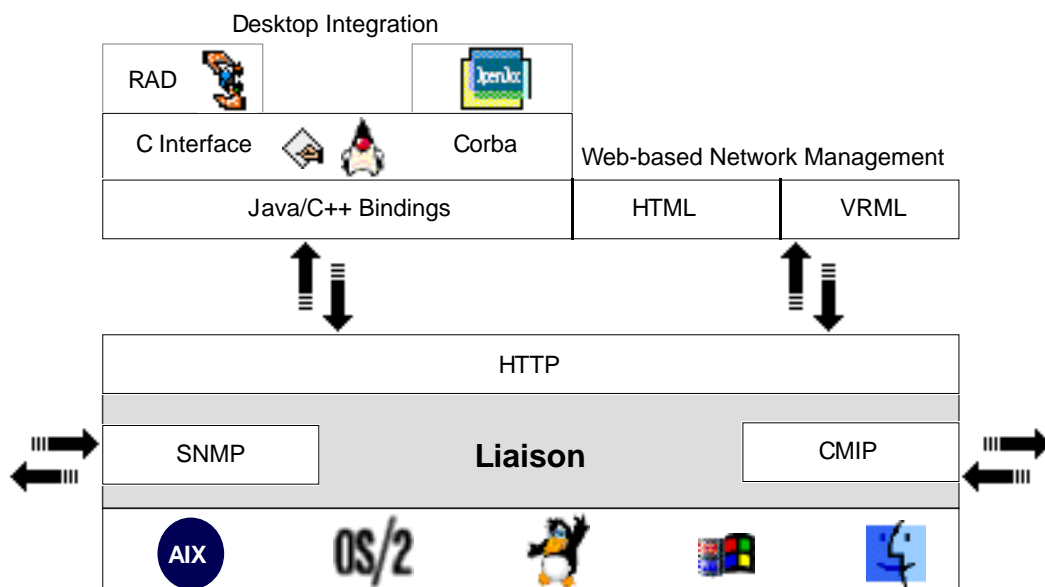 Desktop Integration
RAD
C Interface
Corba
Web-based Network Management
Java/C++ Bindings
HTML
VRML
HTTP
SNMP
Liaison
CMIP
AIX
OS/2